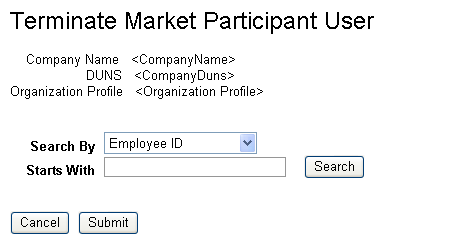 Terminate Market Participant User
Company Name <CompanyName>
DUNS <CompanyDuns>
Organization Profile <Organization Profile>
Search By Employee ID
Starts With Search
Cancel Submit